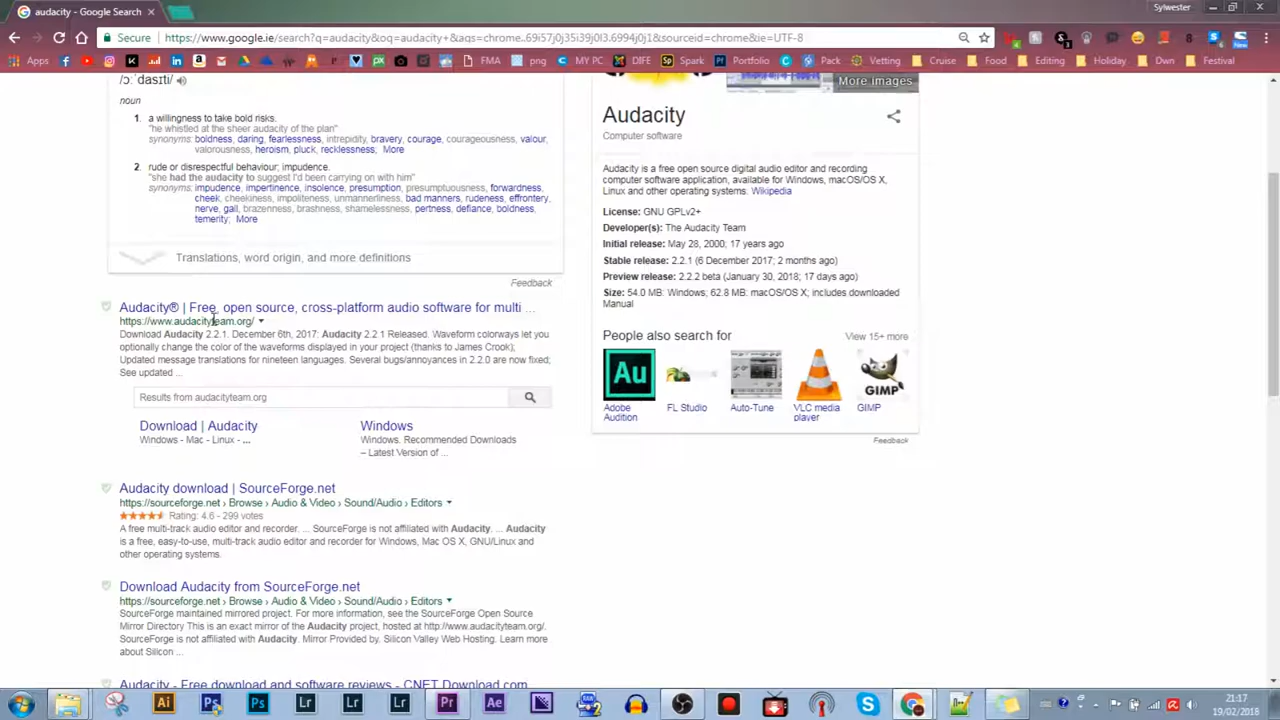 audacity - Google Search
Sylwester
Secure
https://www.google.ie/search?q=audacity&oq=audacity+&aqs=chrome..69i57j0j35i39j0l3.6994j0j1&sourceid=chrome&ie=UTF-8
Apps
FMA
png
MY PC
DIFE
Spark
Portfolio
Pack
Vetting
Cruise
Food
Editing
Holiday
Own
Festival
/ɔːˈdasɪti/
noun
1. a willingness to take bold risks.
"he whistled at the sheer audacity of the plan"
synonyms: boldness, daring, fearlessness, intrepidity, bravery, courage, courageousness, valour,
valorousness, heroism, pluck, recklessness; More
2. rude or disrespectful behaviour; impudence.
"she had the audacity to suggest I'd been carrying on with him"
synonyms: impudence, impertinence, insolence, presumption, presumptuousness, forwardness,
cheek, cheekiness, impoliteness, unmannerliness, bad manners, rudeness, effrontery,
nerve, gall, brazenness, brashness, shamelessness, pertness, defiance, boldness,
temerity; More
Translations, word origin, and more definitions
Feedback
Audacity® | Free, open source, cross-platform audio software for multi ...
https://www.audacityteam.org/
Download Audacity 2.2.1. December 6th, 2017: Audacity 2.2.1 Released. Waveform colorways let you
optionally change the color of the waveforms displayed in your project (thanks to James Crook);
Updated message translations for nineteen languages. Several bugs/annoyances in 2.2.0 are now fixed;
See updated ...
Results from audacityteam.org
Download | Audacity
Windows - Mac - Linux - ...
Windows
Windows. Recommended Downloads
– Latest Version of ...
Audacity download | SourceForge.net
https://sourceforge.net › Browse › Audio & Video › Sound/Audio › Editors
Rating: 4.6 - 299 votes
A free multi-track audio editor and recorder. ... SourceForge is not affiliated with Audacity. ... Audacity
is a free, easy-to-use, multi-track audio editor and recorder for Windows, Mac OS X, GNU/Linux and
other operating systems.
Download Audacity from SourceForge.net
https://sourceforge.net › Browse › Audio & Video › Sound/Audio › Editors
SourceForge maintained mirrored project. For more information, see the SourceForge Open Source
Mirror Directory This is an exact mirror of the Audacity project, hosted at http://www.audacityteam.org/.
SourceForge is not affiliated with Audacity. Mirror Provided by. Silicon Valley Web Hosting. Learn more
about Silicon ...
Audacity - Free download and software reviews - CNET Download.com
More images
Audacity
Computer software
Audacity is a free open source digital audio editor and recording
computer software application, available for Windows, macOS/OS X,
Linux and other operating systems. Wikipedia
License: GNU GPLv2+
Developer(s): The Audacity Team
Initial release: May 28, 2000; 17 years ago
Stable release: 2.2.1 (6 December 2017; 2 months ago)
Preview release: 2.2.2 beta (January 30, 2018; 17 days ago)
Size: 54.0 MB: Windows; 62.8 MB: macOS/OS X; includes downloaded
Manual
People also search for
View 15+ more
Au
GIMP
Adobe
Audition
FL Studio
Auto-Tune
VLC media
player
GIMP
Feedback
Ai
Ps
Ps
Lr
Lr
Lr
Pr
Ae
21:17
19/02/2018